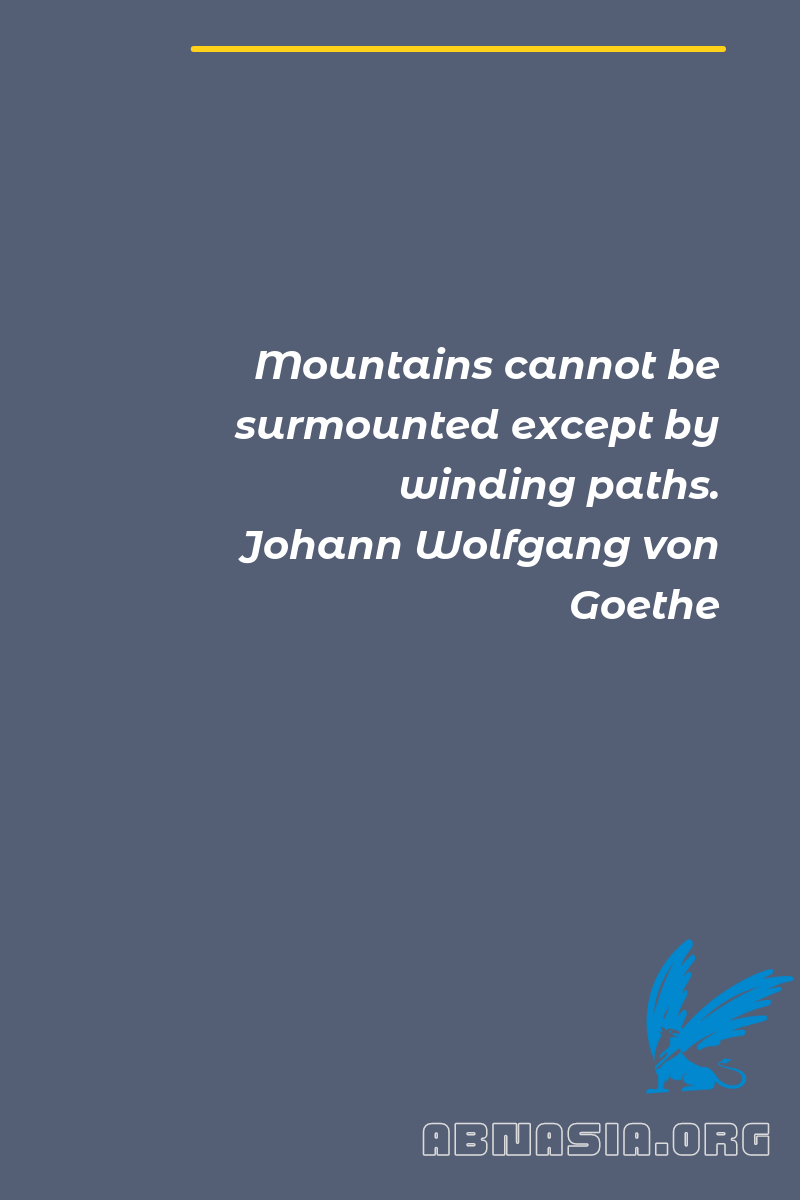 Mountains cannot be
surmounted except by
winding paths.
Johann Wolfgang von
Goethe
ABNASIA.ORG